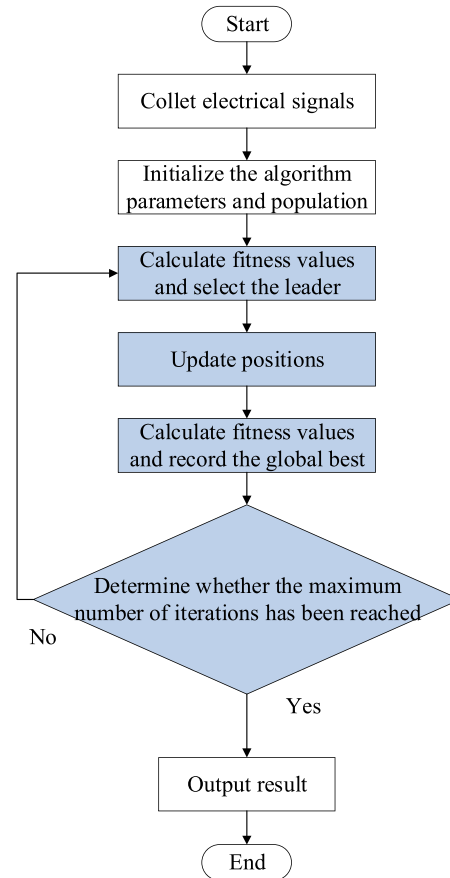 Start
Collet electrical signals
Initialize the algorithm
parameters and population
Calculate fitness values
and select the leader
Update positions
Calculate fitness values
and record the global best
Determine whether the maximum
number of iterations has been reached
No
Yes
Output result
End